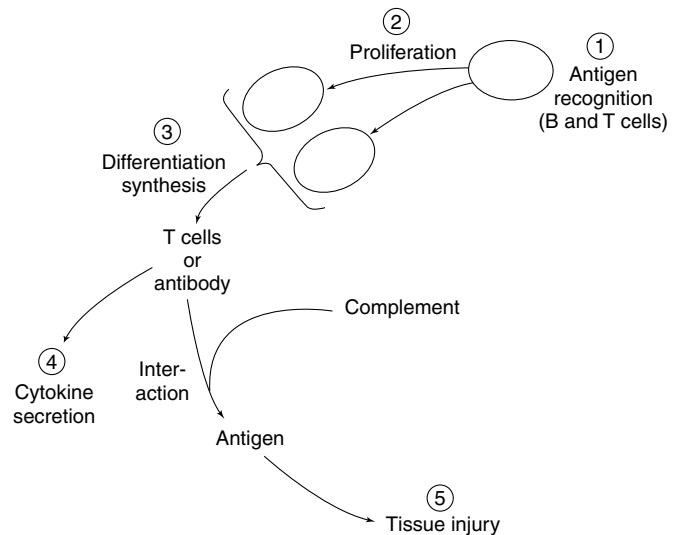 2
Proliferation
1
Antigen
recognition
(B and T cells)
3
Differentiation
synthesis
T cells
or
antibody
Complement
4
Cytokine
secretion
Inter-
action
Antigen
5
Tissue injury